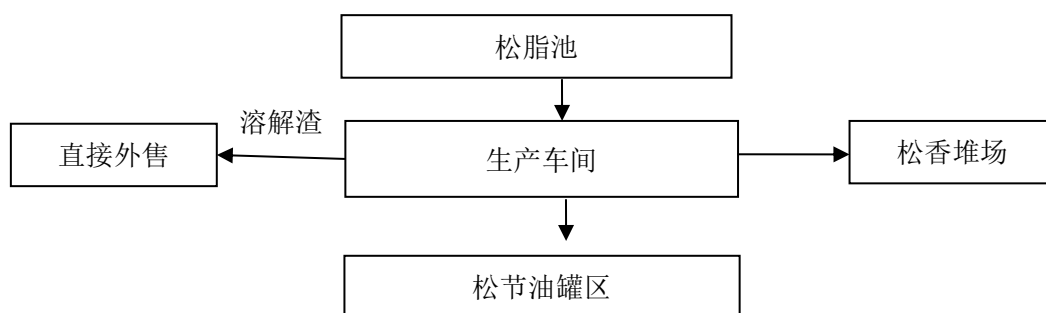 松脂池
溶解渣
直接外售
生产车间
松香堆场
松节油罐区